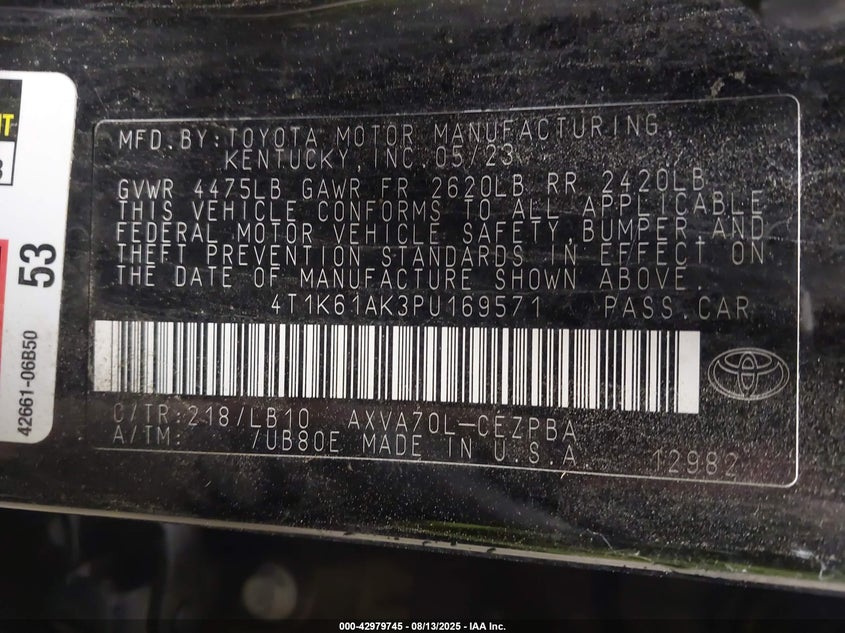 MFD.BY:TOYOTA MOTOR MANUFACTURING,
KENTUCKY,INC.05/23
GVWR 4475LB GAWR FR 2620LB RR 2420LB
THIS VEHICLE CONFORMS TO ALL APPLICABLE
FEDERAL MOTOR VEHICLE SAFETY,BUMPER,AND
THEFT PREVENTION STANDARDS IN EFFECT ON
THE DATE OF MANUFACTURE SHOWN ABOVE.
4T1K61AK3PU169571 PASS.CAR
C/TR:218/LB10 AXVA70L-CEZPBA
A/TM: /UB80E MADE IN U.S.A 12982
53
42661-06B50
000-42979745 - 08/13/2025 - IAA Inc.